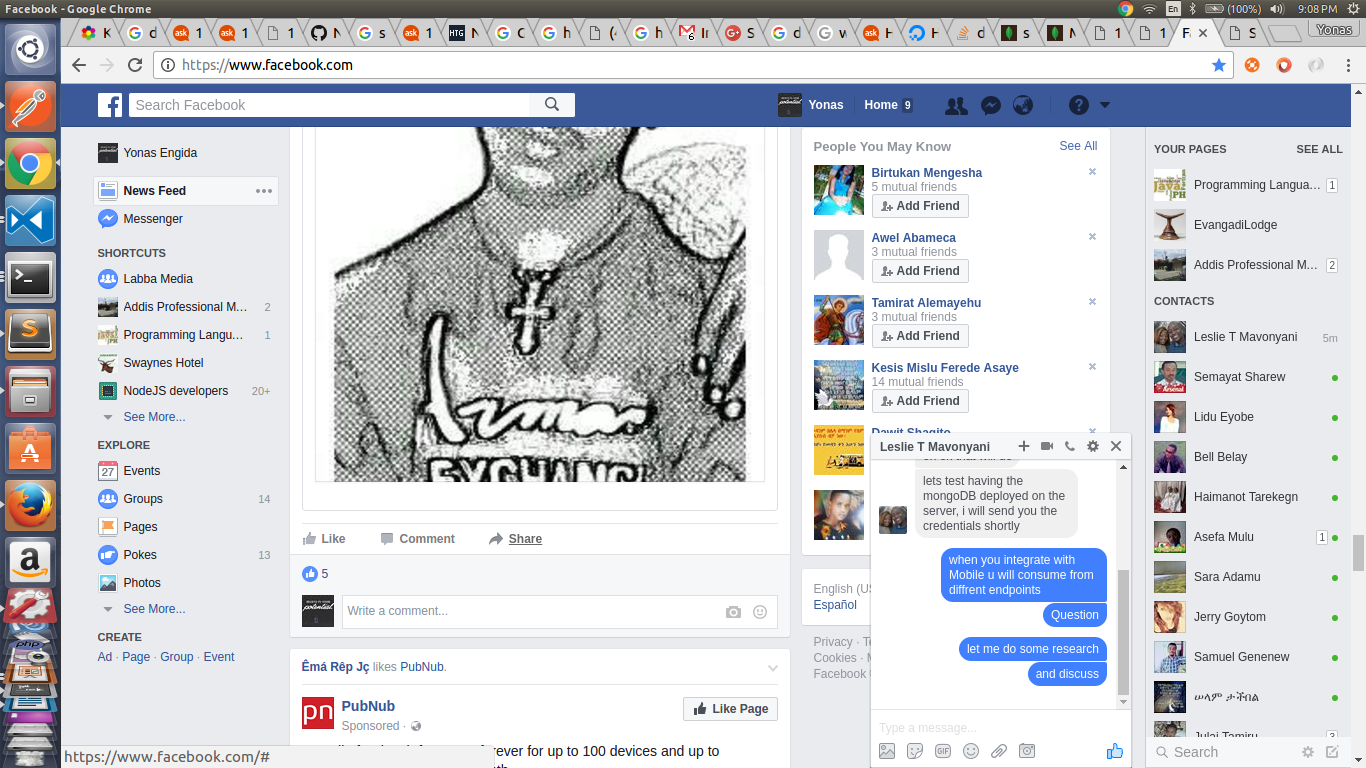 Facebook - Google Chrome
En
(100%)
9:08 PM
Yonas
https://www.facebook.com
Search Facebook
Yonas
Home 9
Yonas Engida
News Feed
Messenger
SHORTCUTS
Labba Media
Addis Professional M... 2
Programming Langu... 1
Swaynes Hotel
NodeJS developers 20+
See More...
EXPLORE
Events
Groups 14
Pages
Pokes 13
Photos
See More...
CREATE
Ad · Page · Group · Event
https://www.facebook.com/#
EXCHANG
Like
Comment
Share
5
Write a comment...
Êmá Rêp Jç likes PubNub.
pn
PubNub
Sponsored ·
Like Page
rever for up to 100 devices and up to
People You May Know
See All
Birtukan Mengesha
5 mutual friends
Add Friend
Awel Abameca
3 mutual friends
Add Friend
Tamirat Alemayehu
3 mutual friends
Add Friend
Kesis Mislu Ferede Asaye
14 mutual friends
Add Friend
Dawit Shagito
English (US
Español
Privacy · Te
Cookies · M
Facebook
Leslie T Mavonyani
lets test having the
mongoDB deployed on the
server, i will send you the
credentials shortly
when you integrate with
Mobile u will consume from
diffrent endpoints
Question
let me do some research
and discuss
Type a message...
GIF
YOUR PAGES
SEE ALL
Programming Langua... 1
EvangadiLodge
Addis Professional M... 2
CONTACTS
Leslie T Mavonyani 5m
Semayat Sharew
Lidu Eyobe
Bell Belay
Haimanot Tarekegn
Asefa Mulu 1
Sara Adamu
Jerry Goytom
Samuel Genenew
ሠላም ታችበል
Julai Tamiru 3
Search